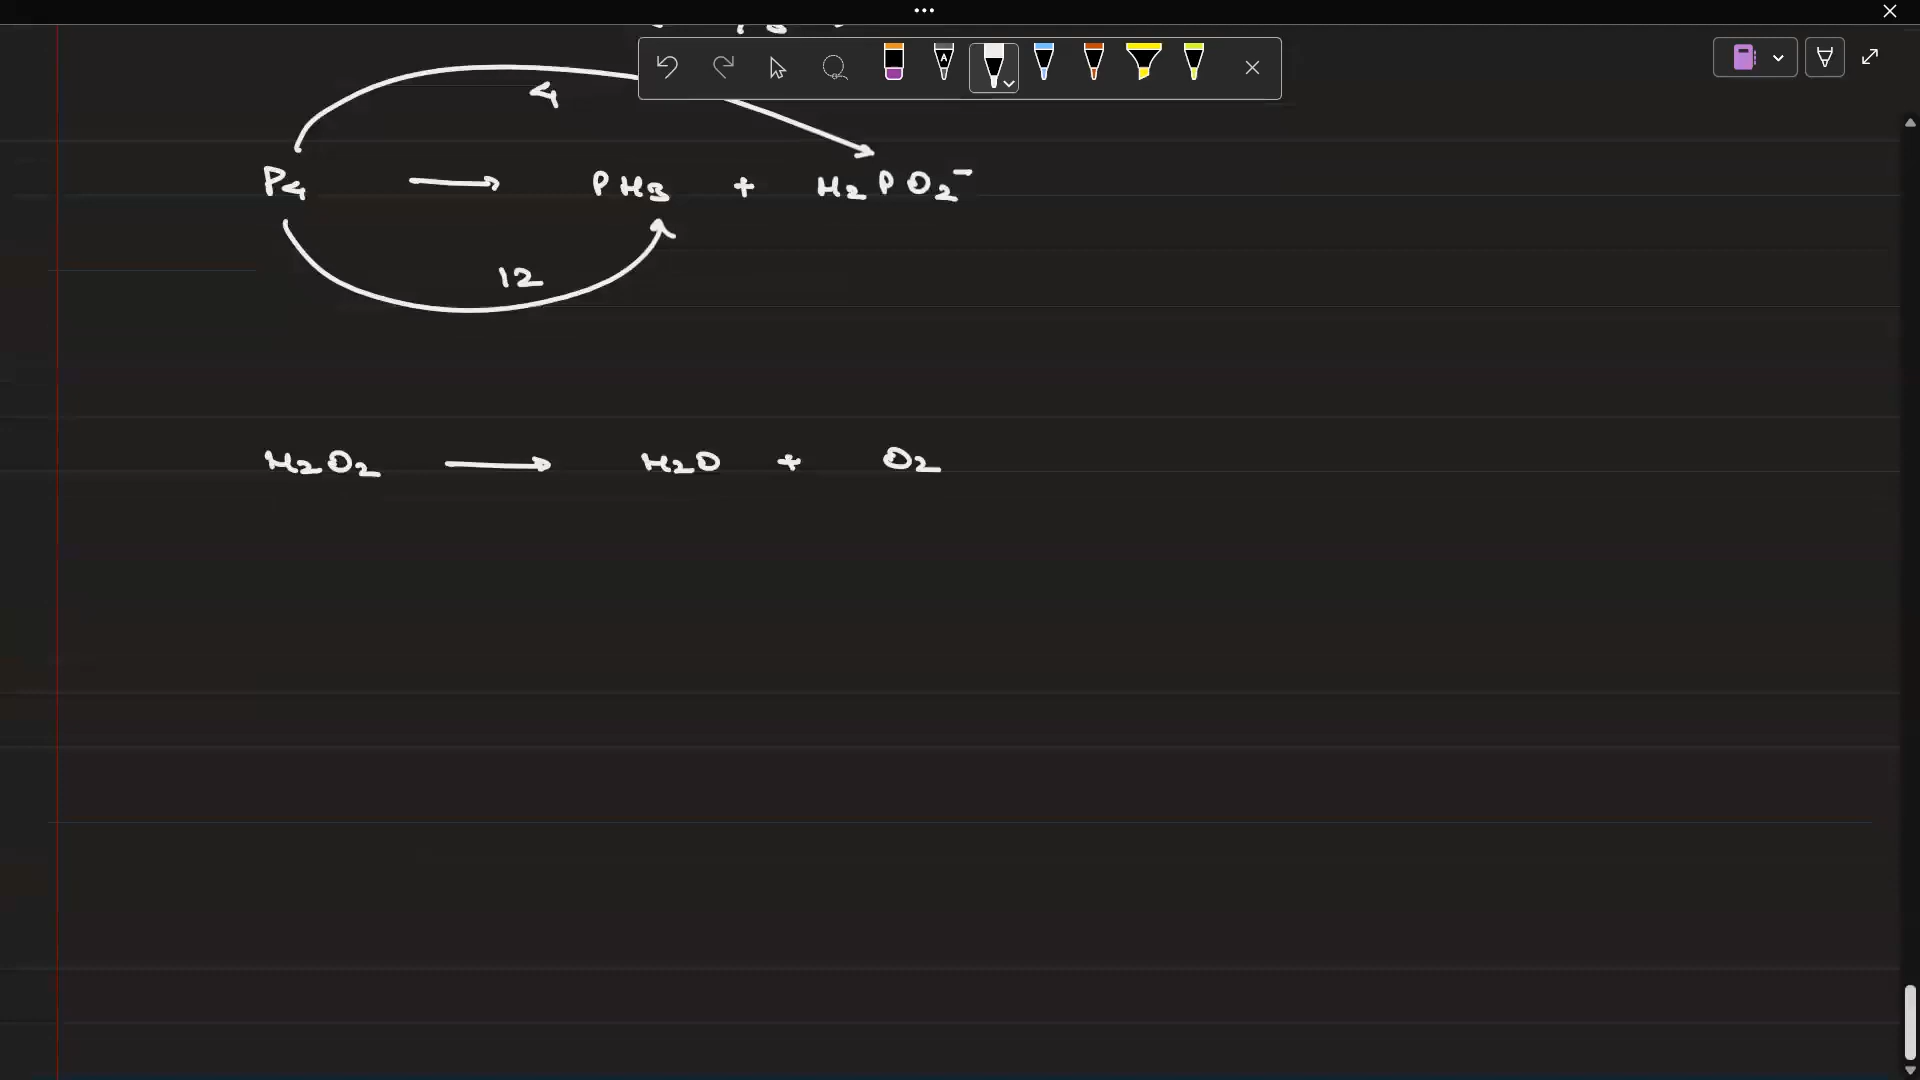 4
P₄ ⟶ PH₃ + H₂PO₂⁻
12
H₂O₂ ⟶ H₂O + O₂